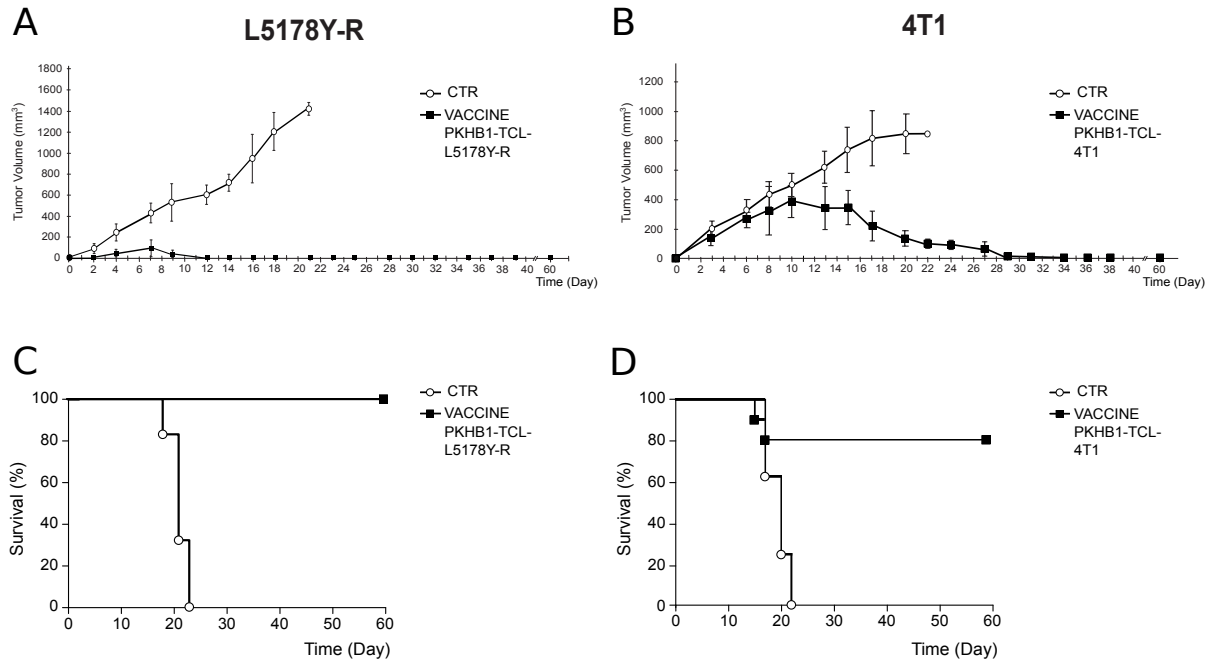 A
L5178Y-R
1800
1600
1400
1200
1000
800
600
400
200
0
Tumor Volume (mm³)
0 2 4 6 8 10 12 14 16 18 20 22 25 28 30 32 34 36 38 40 60
Time (Day)
CTR
VACCINE
PKHB1-TCL-
L5178Y-R
B
4T1
1200
1000
800
600
400
200
0
Tumor Volume (mm³)
0 2 4 6 8 10 12 14 16 18 20 22 24 26 28 30 32 34 36 38 40 60
Time (Day)
CTR
VACCINE
PKHB1-TCL-
4T1
C
100
80
60
40
20
0
Survival (%)
0 20 40 60
Time (Day)
CTR
VACCINE
PKHB1-TCL-
L5178Y-R
D
100
80
60
40
20
0
Survival (%)
0 10 20 30 40 50 60
Time (Day)
CTR
VACCINE
PKHB1-TCL-
4T1